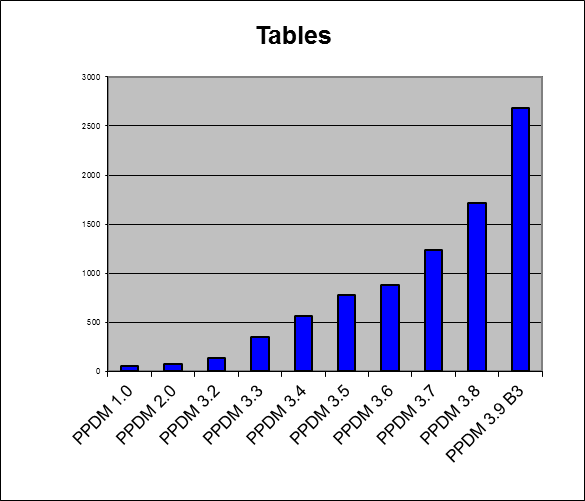 Tables
3000
2500
2000
1500
1000
500
0
PPDM 1.0
PPDM 2.0
PPDM 3.2
PPDM 3.3
PPDM 3.4
PPDM 3.5
PPDM 3.6
PPDM 3.7
PPDM 3.8
PPDM 3.9 B3